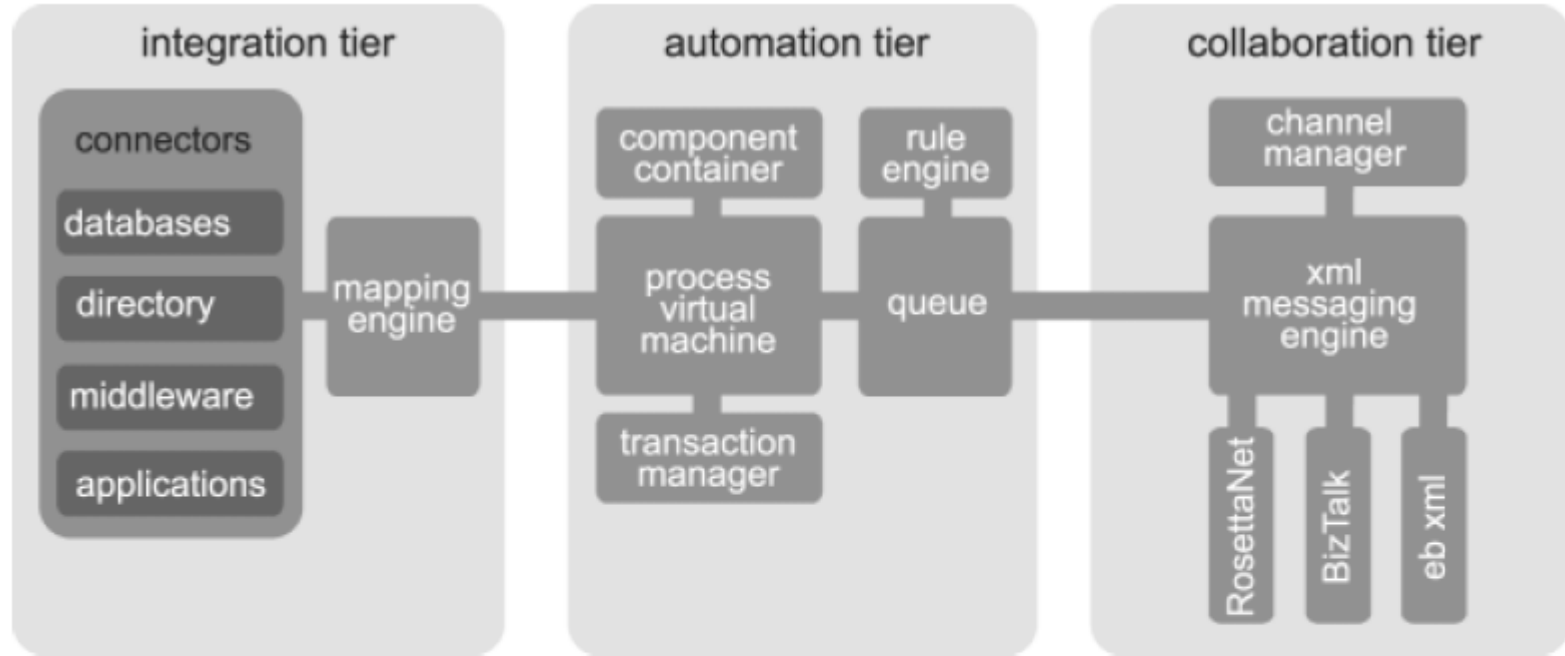 integration tier
connectors
databases
directory
middleware
applications
mapping
engine
automation tier
component
container
rule
engine
process
virtual
machine
queue
transaction
manager
collaboration tier
channel
manager
xml
messaging
engine
RosettaNet
BizTalk
eb xml